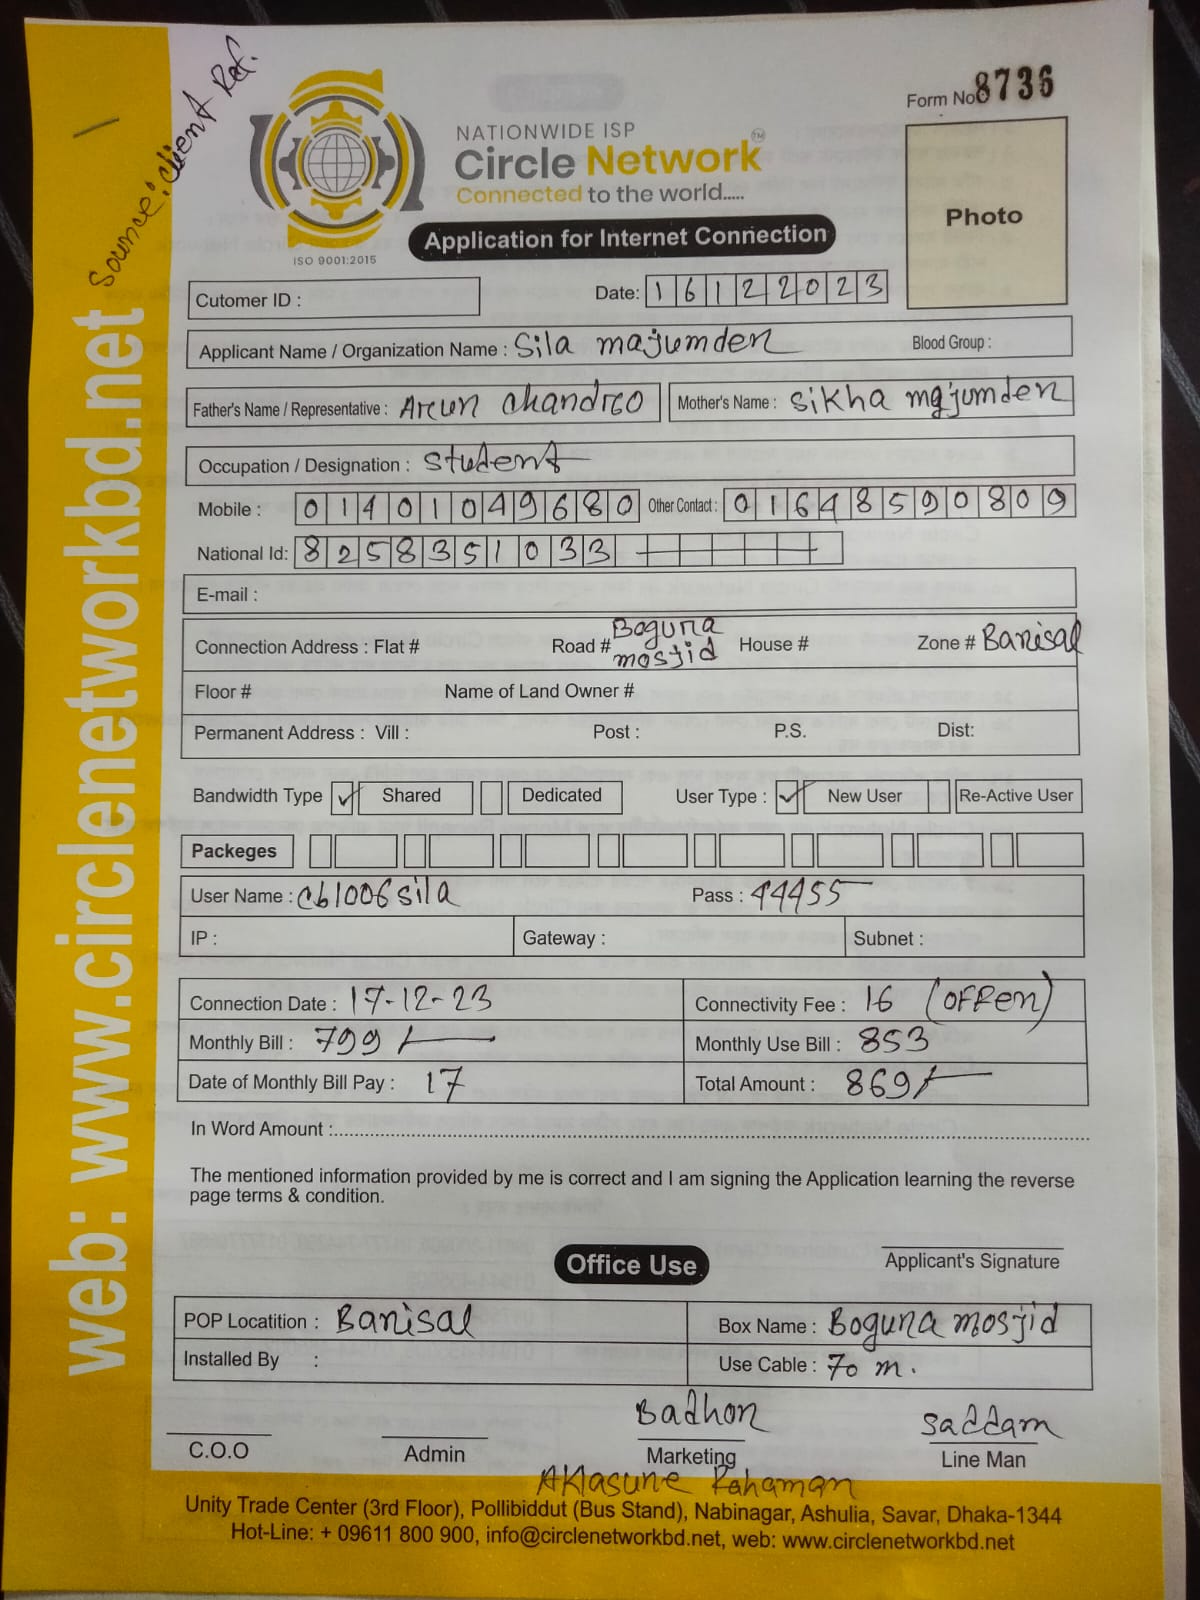 Source: Client Ref.
Form No 8736
NATIONWIDE ISP
Circle Network™
Connected to the world.....
ISO 9001:2015
Application for Internet Connection
Photo
Cutomer ID :
Date: 16122023
Applicant Name / Organization Name : Sila majumder Blood Group :
Father's Name / Representative : Arun Chandro Mother's Name : Sikha majumder
Occupation / Designation : Student
Mobile : 01401049680 Other Contact : 01648590809
National Id: 8258351033
E-mail :
Connection Address : Flat # Road # Bogura mosjid House # Zone # Barisal
Floor # Name of Land Owner #
Permanent Address : Vill : Post : P.S. Dist:
Bandwidth Type ✓ Shared Dedicated User Type : ✓ New User Re-Active User
Packeges
User Name : cb1006sila Pass : 44455
IP : Gateway : Subnet :
Connection Date : 17-12-23 Connectivity Fee : 16 (OFFer)
Monthly Bill : 799/- Monthly Use Bill : 853
Date of Monthly Bill Pay : 17 Total Amount : 869/-
In Word Amount :
The mentioned information provided by me is correct and I am signing the Application learning the reverse
page terms & condition.
Applicant's Signature
Office Use
POP Locatition : Barisal Box Name : Bogura mosjid
Installed By : Use Cable : 70 m.
Badhon Saddam
C.O.O Admin Marketing Line Man
Rahaman
Unity Trade Center (3rd Floor), Pollibiddut (Bus Stand), Nabinagar, Ashulia, Savar, Dhaka-1344
Hot-Line: + 09611 800 900, info@circlenetworkbd.net, web: www.circlenetworkbd.net
web: www.circlenetworkbd.net